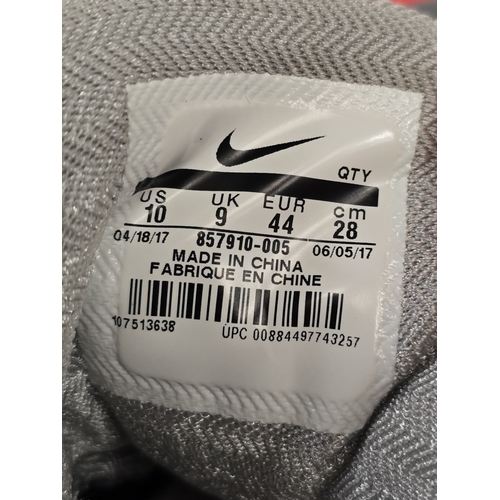 QTY
US UK EUR cm
10 9 44 28
04/18/17 857910-005 06/05/17
MADE IN CHINA
FABRIQUE EN CHINE
107513638 UPC 00884497743257